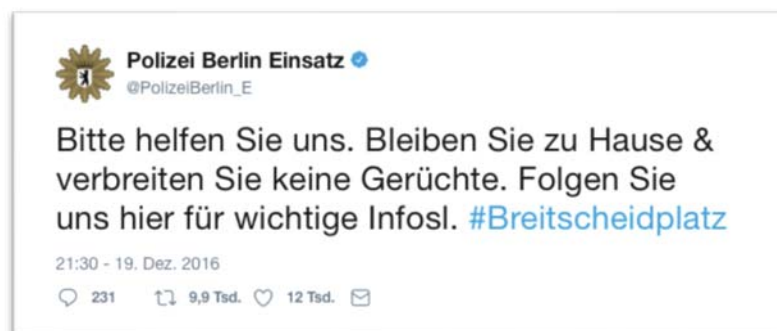 Polizei Berlin Einsatz
@PolizeiBerlin_E
Bitte helfen Sie uns. Bleiben Sie zu Hause &
verbreiten Sie keine Gerüchte. Folgen Sie
uns hier für wichtige Infosl. #Breitscheidplatz
21:30 - 19. Dez. 2016
231 9,9 Tsd. 12 Tsd.